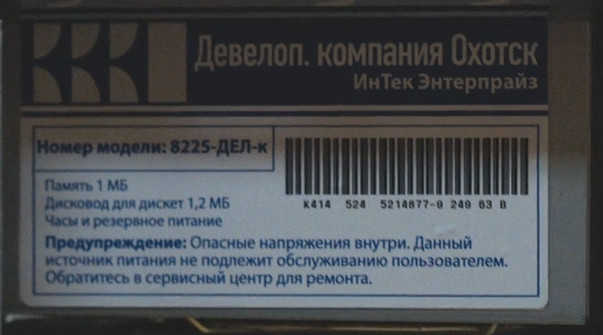 Девелоп. компания Охотск
ИнТек Энтерпрайз
Номер модели: 8225-ДЕЛ-к
Память 1 МБ
Дисковод для дискет 1,2 МБ
Часы и резервное питание
к414 524 5214877-9 249 63 В
Предупреждение: Опасные напряжения внутри. Данный
источник питания не подлежит обслуживанию пользователем.
Обратитесь в сервисный центр для ремонта.